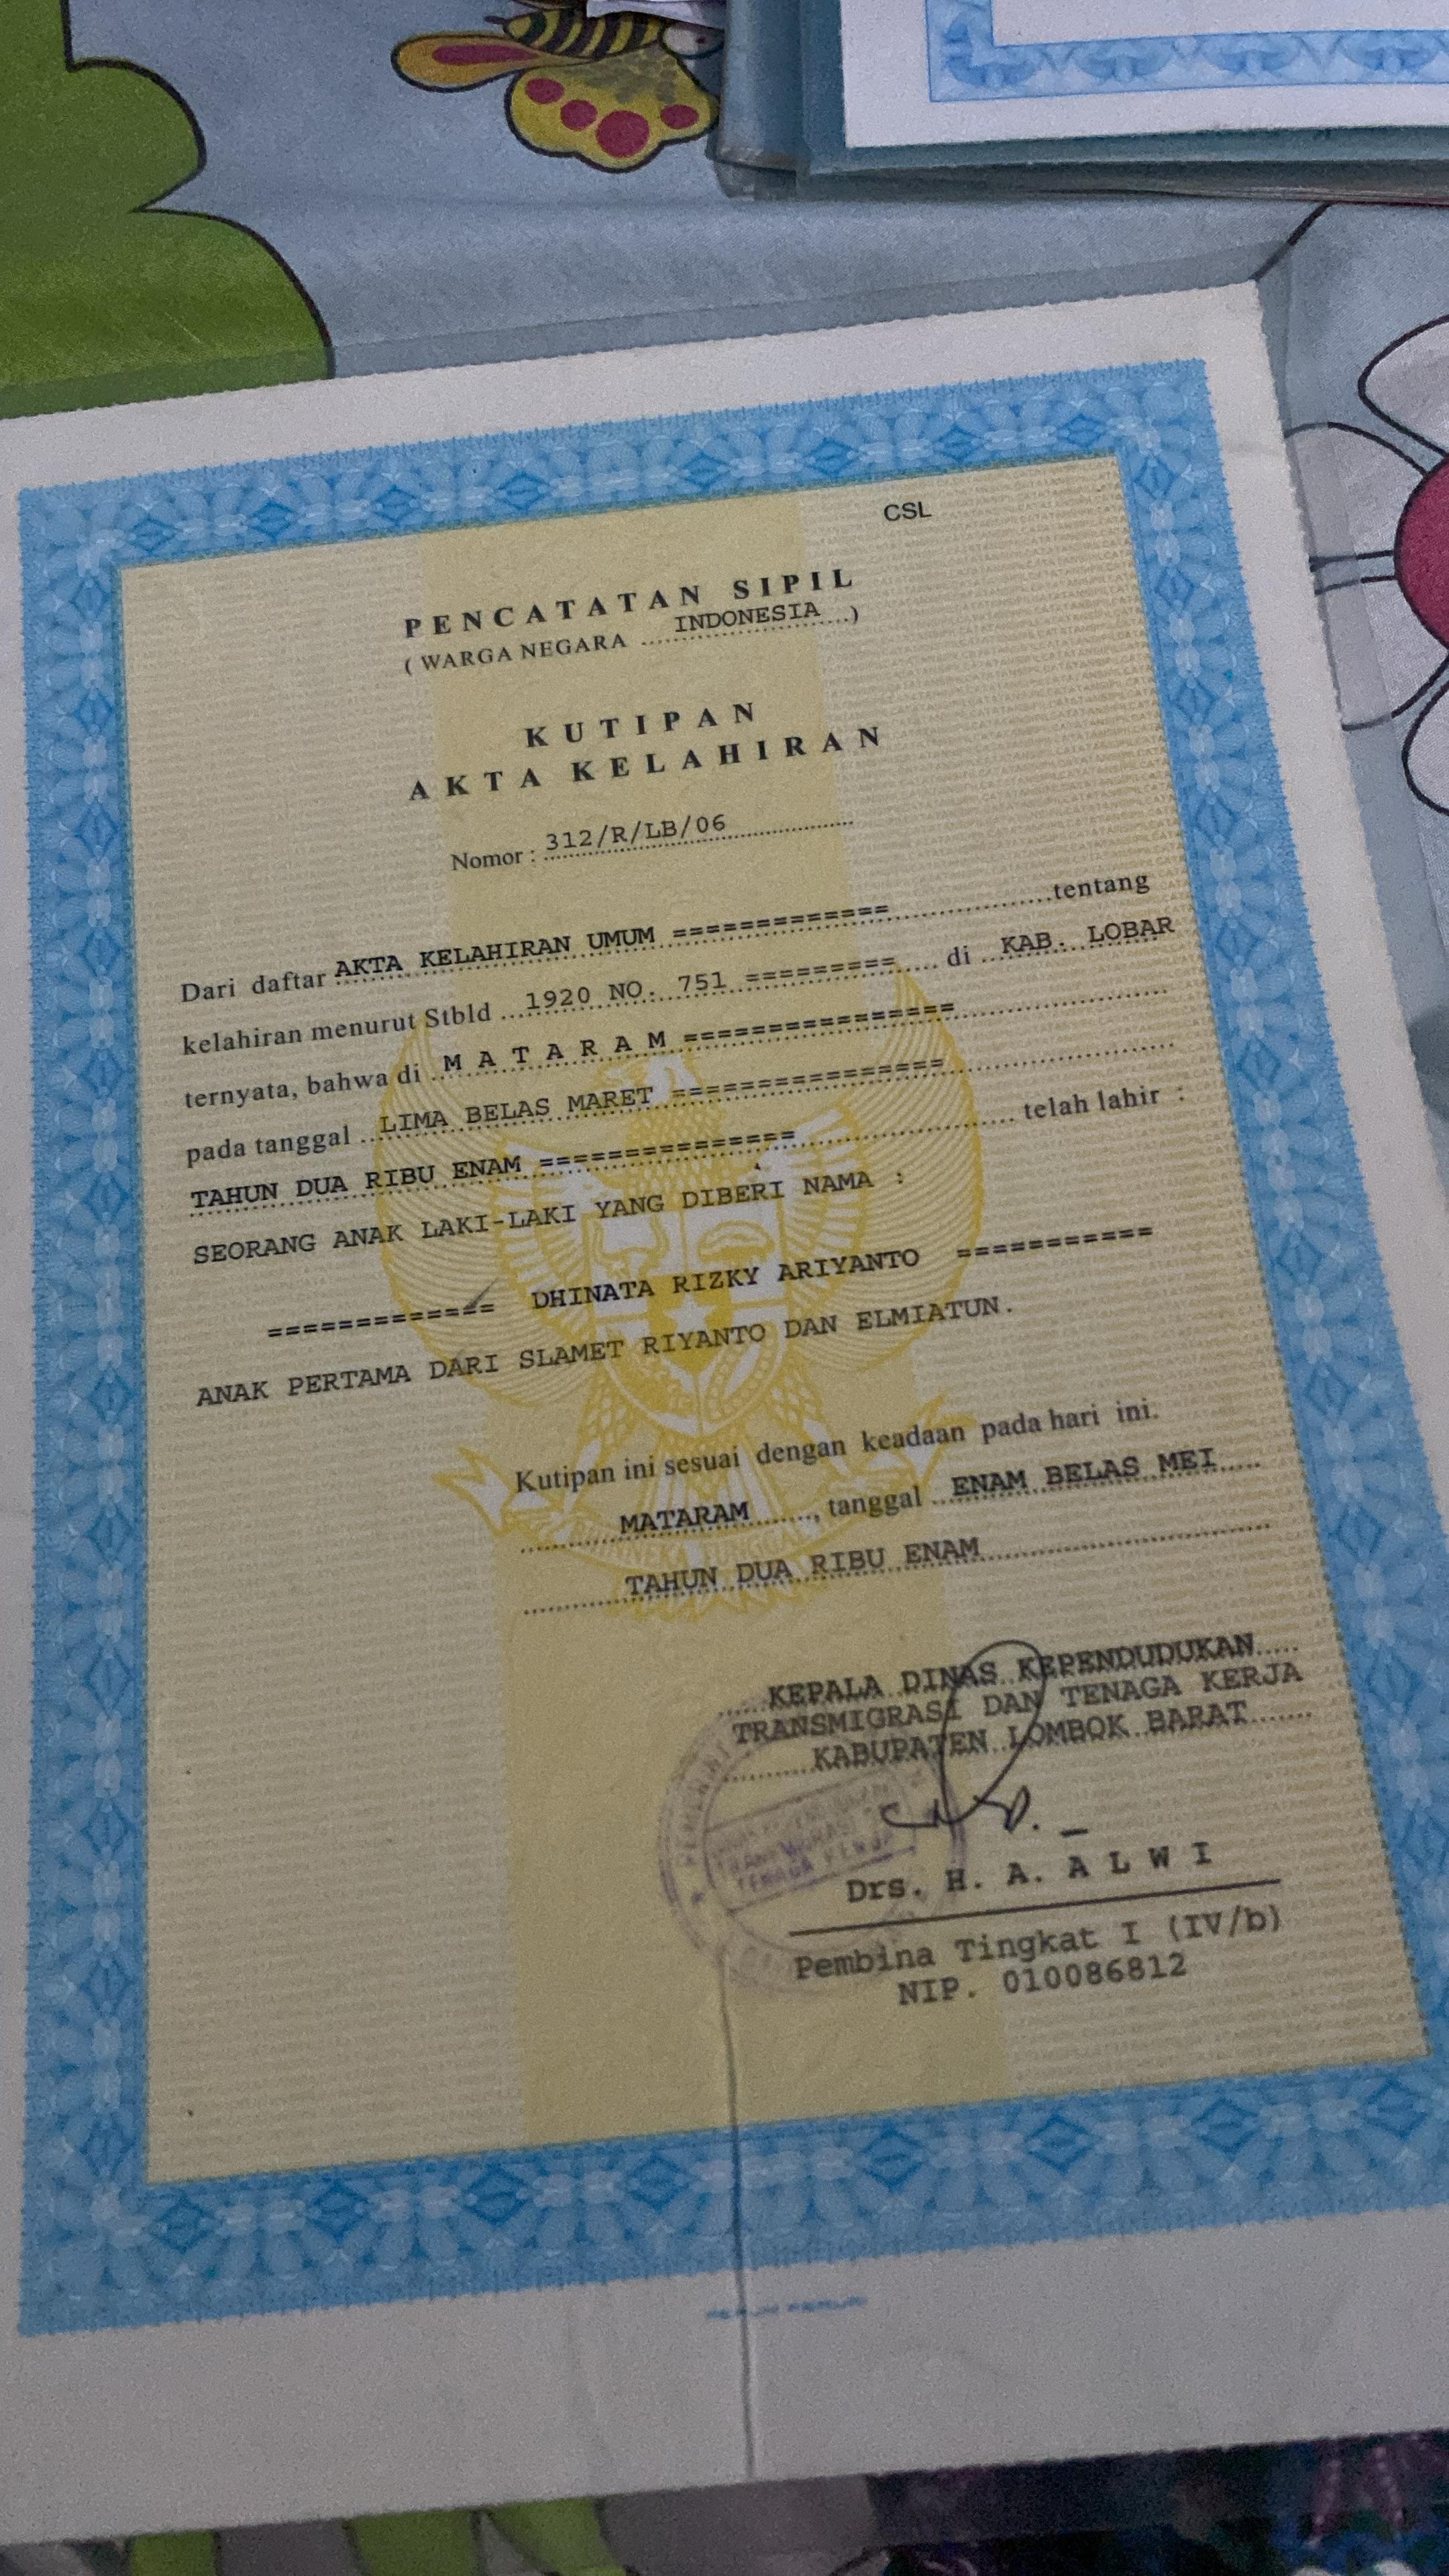 CSL
PENCATATAN SIPIL
( WARGA NEGARA ....INDONESIA....)
KUTIPAN
AKTA KELAHIRAN
Nomor : 312/R/LB/06
Dari daftar AKTA KELAHIRAN UMUM ============= tentang
kelahiran menurut Stbld ... 1920 NO. 751 ========= di KAB. LOBAR
ternyata, bahwa di M A T A R A M ================
pada tanggal ... LIMA BELAS MARET ================
TAHUN DUA RIBU ENAM =============== telah lahir :
SEORANG ANAK LAKI-LAKI YANG DIBERI NAMA :
============= DHINATA RIZKY ARIYANTO ===========
ANAK PERTAMA DARI SLAMET RIYANTO DAN ELMIATUN.
Kutipan ini sesuai dengan keadaan pada hari ini.
MATARAM , tanggal ENAM BELAS MEI
TAHUN DUA RIBU ENAM
KEPALA DINAS KEPENDUDUKAN
TRANSMIGRASI DAN TENAGA KERJA
KABUPATEN LOMBOK BARAT
TENAGA KERJA
Drs. H. A. A L W I
Pembina Tingkat I (IV/b)
NIP. 010086812